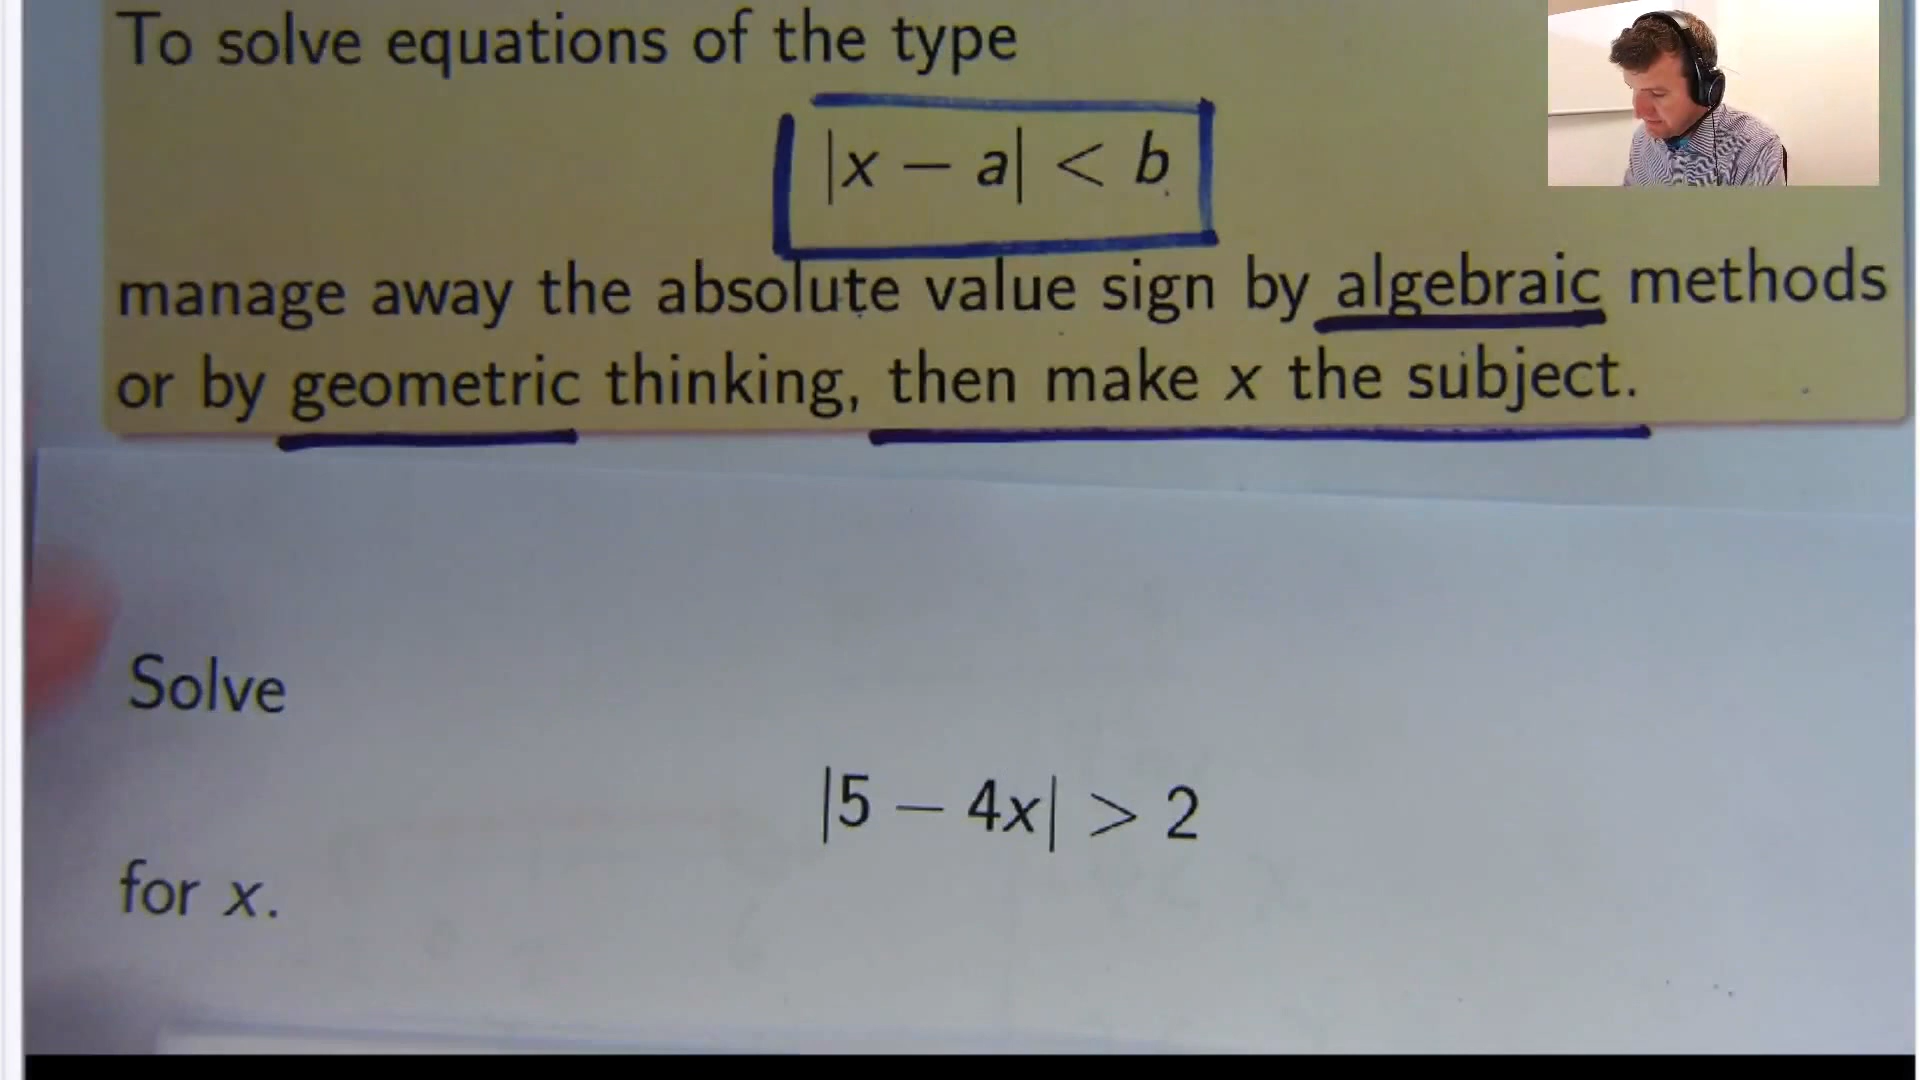 To solve equations of the type
|x − a| < b
manage away the absolute value sign by algebraic methods
or by geometric thinking, then make x the subject.
Solve
|5 − 4x| > 2
for x.